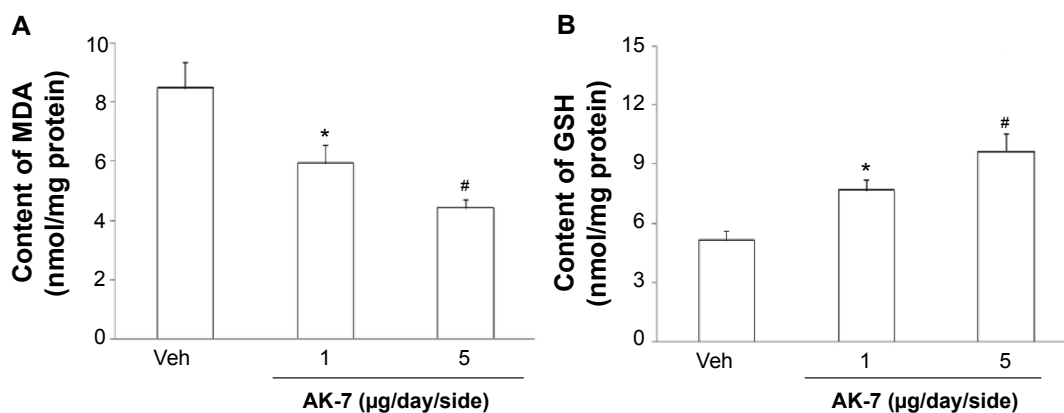 A
Content of MDA
(nmol/mg protein)
10
8
6
4
2
0
*
#
Veh
1
5
AK-7 (µg/day/side)
B
Content of GSH
(nmol/mg protein)
15
12
9
6
3
0
*
#
Veh
1
5
AK-7 (µg/day/side)